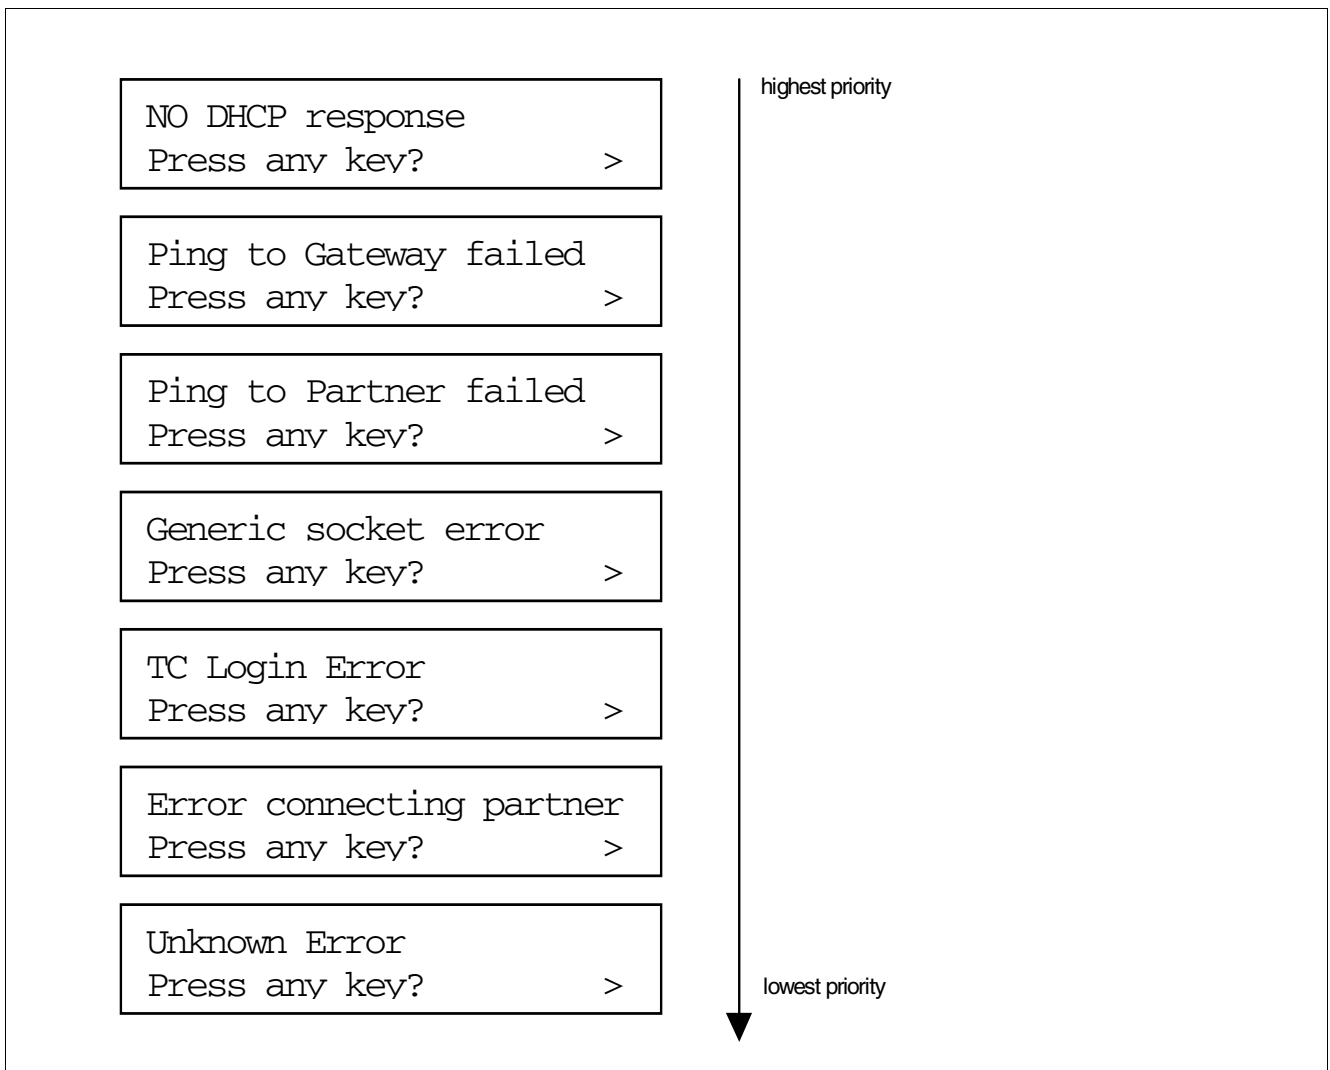 highest priority
NO DHCP response
Press any key? >
Ping to Gateway failed
Press any key? >
Ping to Partner failed
Press any key? >
Generic socket error
Press any key? >
TC Login Error
Press any key? >
Error connecting partner
Press any key? >
Unknown Error
Press any key? >
lowest priority